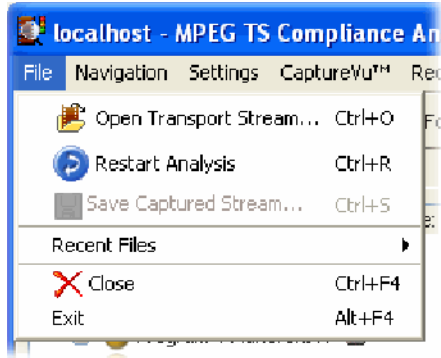 localhost - MPEG TS Compliance An
File Navigation Settings CaptureVu™ Rec
Open Transport Stream... Ctrl+O
Restart Analysis Ctrl+R
Save Captured Stream... Ctrl+S
Recent Files
Close Ctrl+F4
Exit Alt+F4